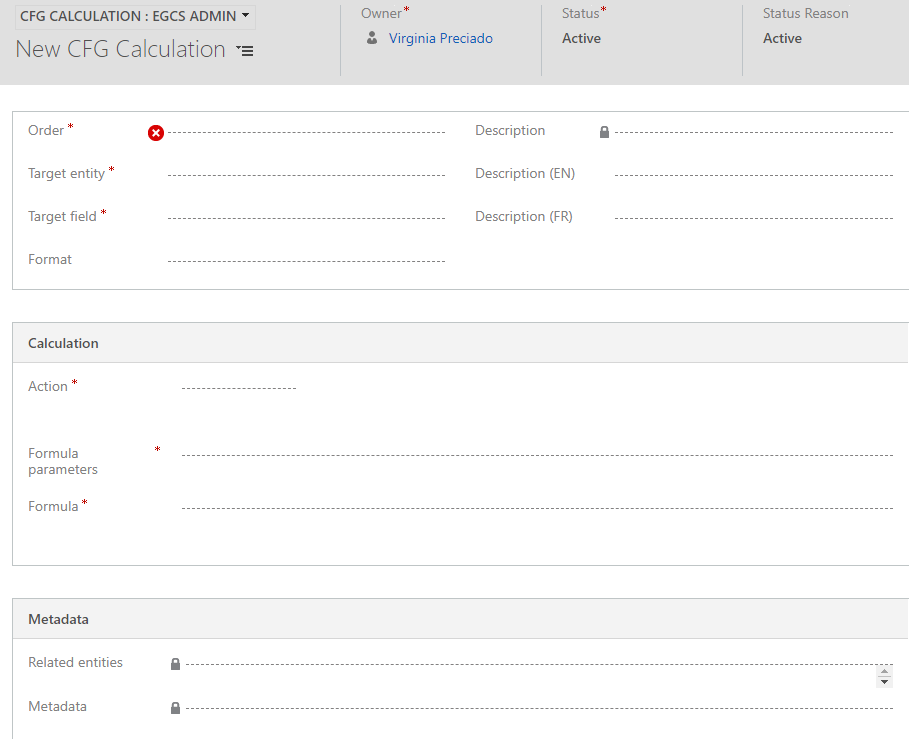 CFG CALCULATION : EGCS ADMIN
New CFG Calculation
Owner*
Virginia Preciado
Status*
Active
Status Reason
Active
Order *
Description
Target entity *
Description (EN)
Target field *
Description (FR)
Format
Calculation
Action *
Formula parameters *
Formula *
Metadata
Related entities
Metadata